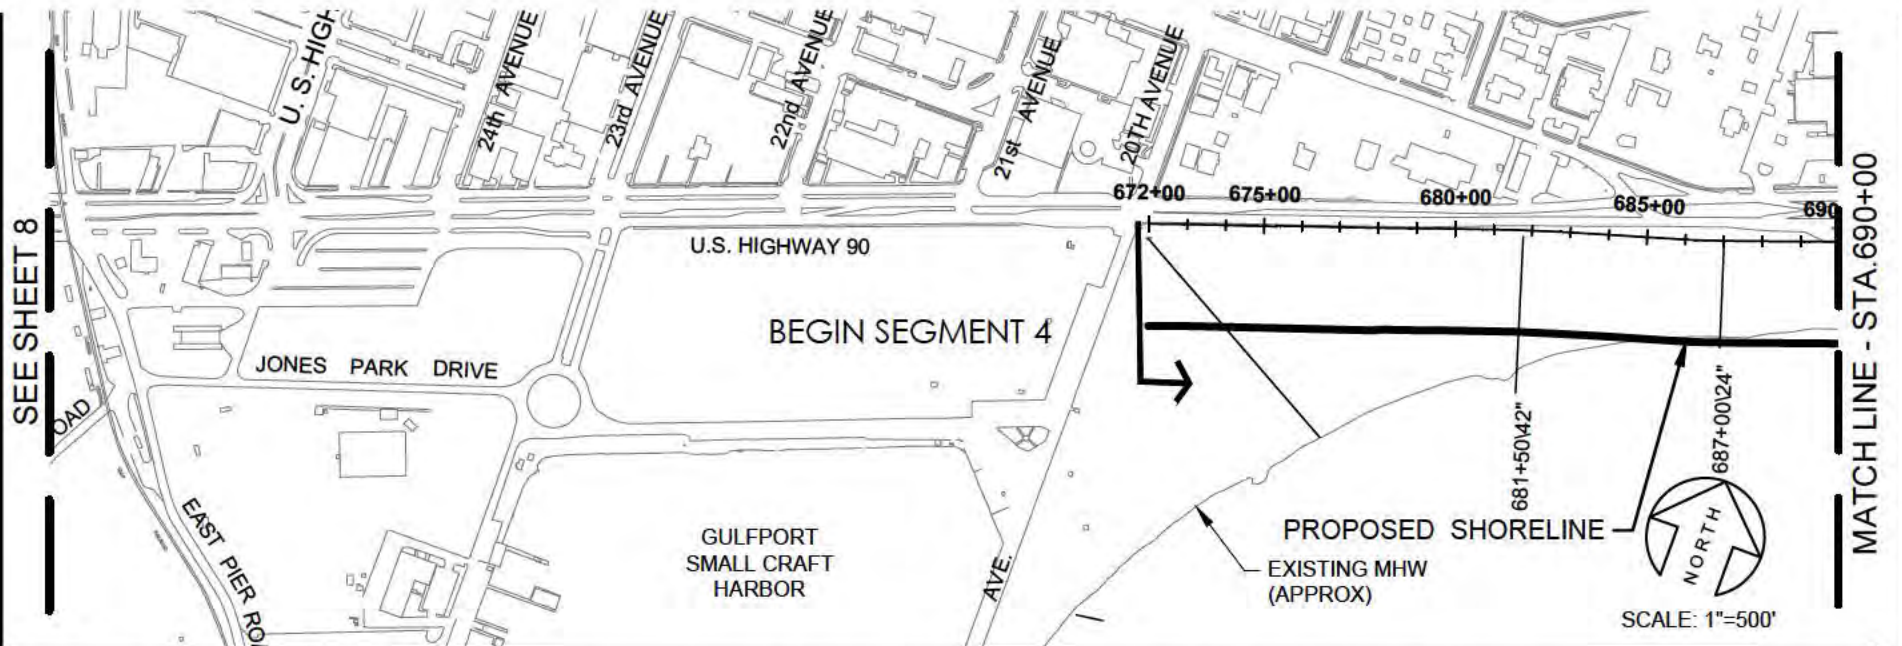 U. S. HIGH
24th AVENUE
23rd AVENUE
22nd AVENUE
21st AVENUE
20TH AVENUE
672+00 675+00 680+00 685+00 690
U.S. HIGHWAY 90
SEE SHEET 8
BEGIN SEGMENT 4
JONES PARK DRIVE
OAD
EAST PIER RO
GULFPORT
SMALL CRAFT
HARBOR
AVE.
681+50\42"
687+00\24"
PROPOSED SHORELINE
EXISTING MHW
(APPROX)
NORTH
SCALE: 1"=500'
MATCH LINE - STA.690+00